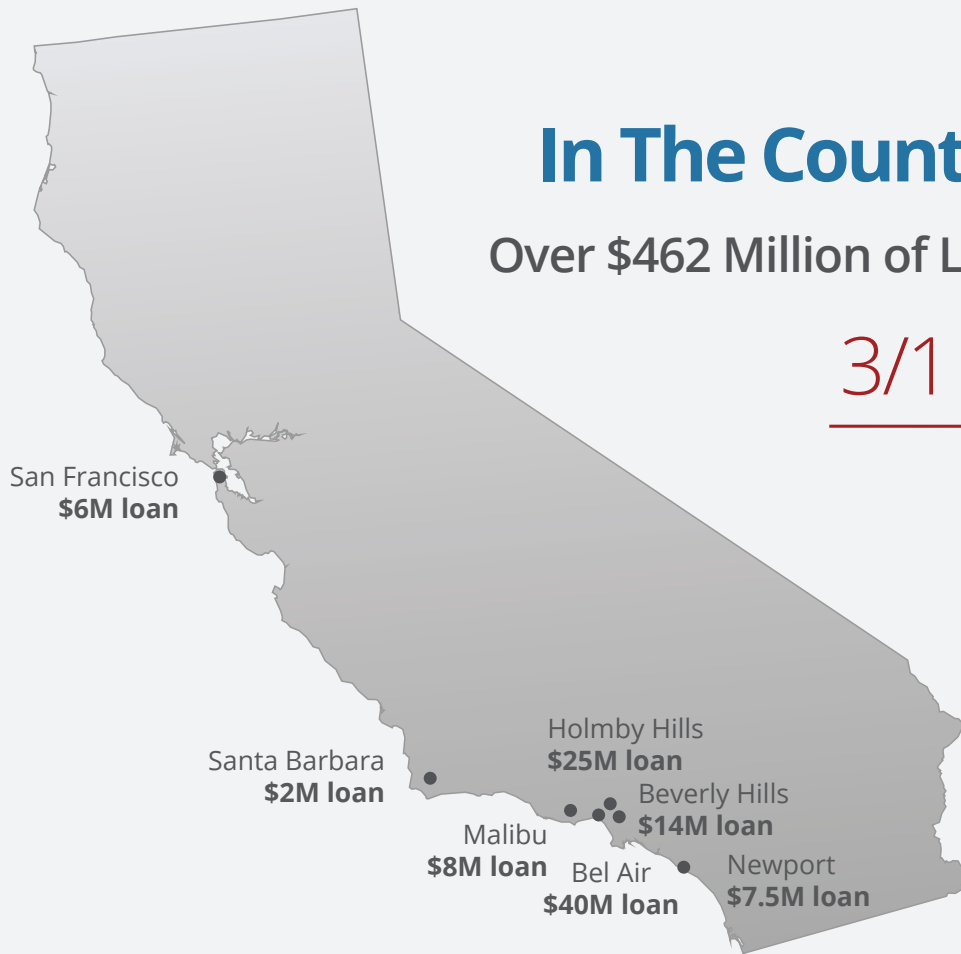 In The Count
Over $462 Million of L
3/1
San Francisco
$6M loan
Santa Barbara
$2M loan
Holmby Hills
$25M loan
Beverly Hills
$14M loan
Malibu
$8M loan
Bel Air
$40M loan
Newport
$7.5M loan